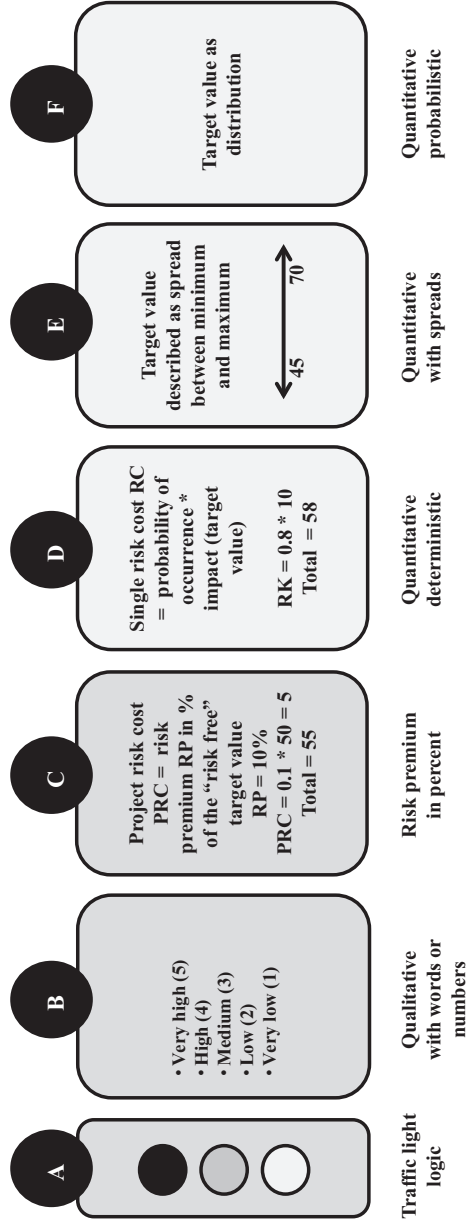 A
Traffic light
logic
B
• Very high (5)
• High (4)
• Medium (3)
• Low (2)
• Very low (1)
Qualitative
with words or
numbers
C
Project risk cost
PRC = risk
premium RP in %
of the “risk free”
target value
RP = 10%
PRC = 0.1 * 50 = 5
Total = 55
Risk premium
in percent
D
Single risk cost RC
= probability of
occurrence *
impact (target
value)
RK = 0.8 * 10
Total = 58
Quantitative
deterministic
E
Target value
described as spread
between minimum
and maximum
45 70
Quantitative
with spreads
F
Target value as
distribution
Quantitative
probabilistic